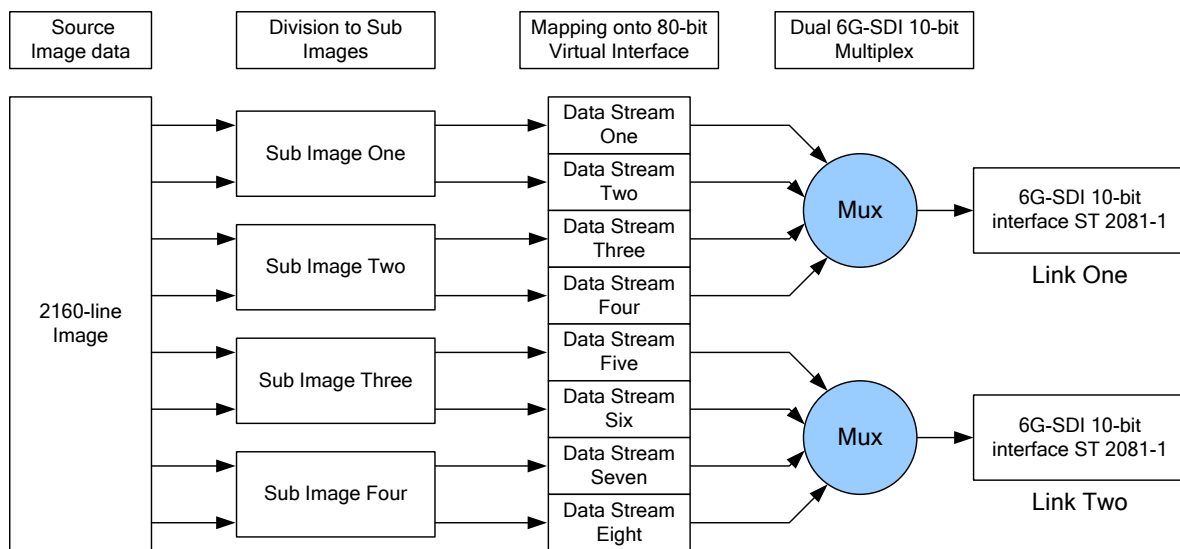 Source
Image data
Division to Sub
Images
Mapping onto 80-bit
Virtual Interface
Dual 6G-SDI 10-bit
Multiplex
2160-line
Image
Sub Image One
Sub Image Two
Sub Image Three
Sub Image Four
Data Stream
One
Data Stream
Two
Data Stream
Three
Data Stream
Four
Data Stream
Five
Data Stream
Six
Data Stream
Seven
Data Stream
Eight
Mux
Mux
6G-SDI 10-bit
interface ST 2081-1
Link One
6G-SDI 10-bit
interface ST 2081-1
Link Two